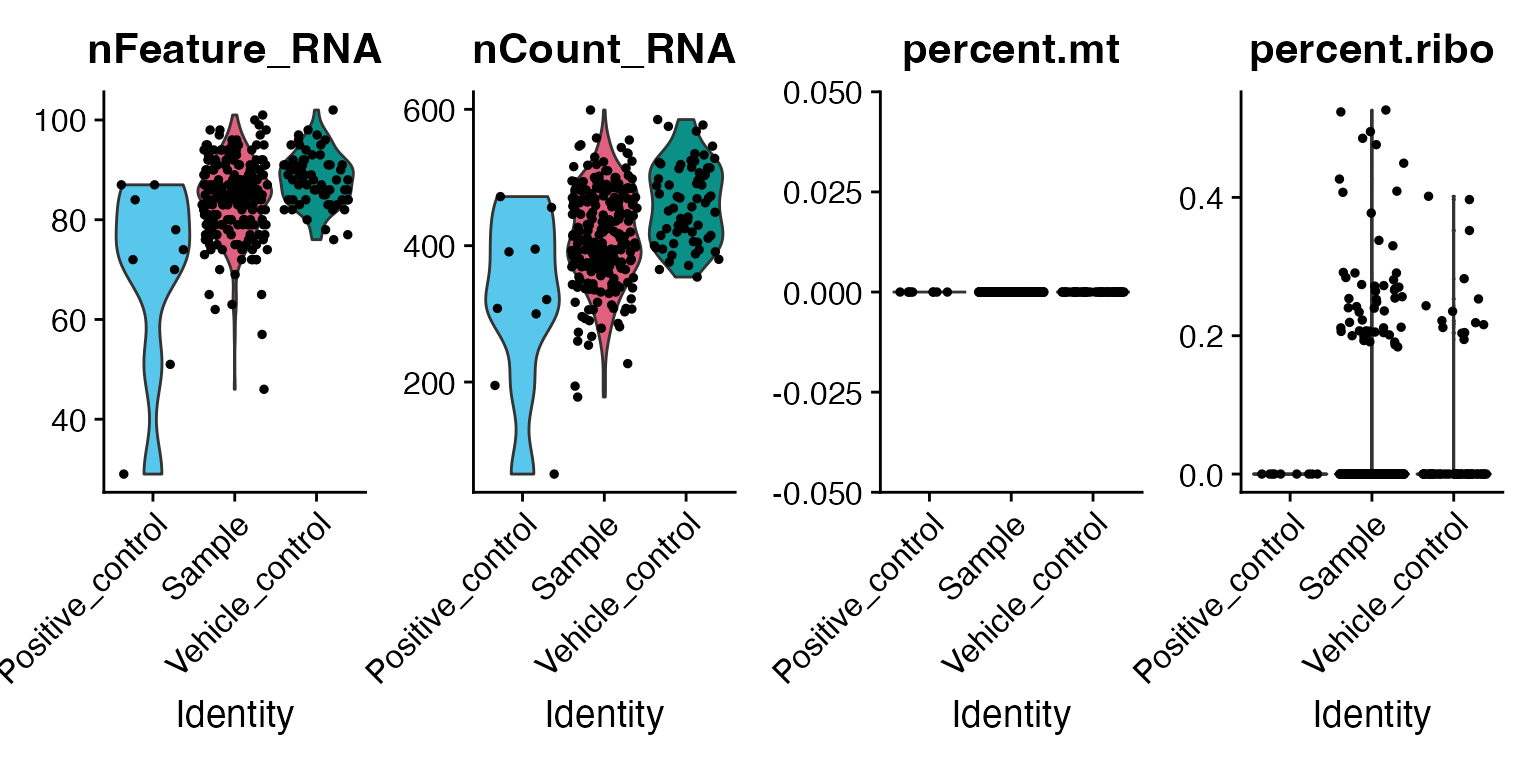 nFeature_RNA
100
80
60
40
Positive_control
Sample
Vehicle_control
Identity
nCount_RNA
600
400
200
Positive_control
Sample
Vehicle_control
Identity
percent.mt
0.050
0.025
0.000
-0.025
-0.050
Positive_control
Sample
Vehicle_control
Identity
percent.ribo
0.4
0.2
0.0
Positive_control
Sample
Vehicle_control
Identity